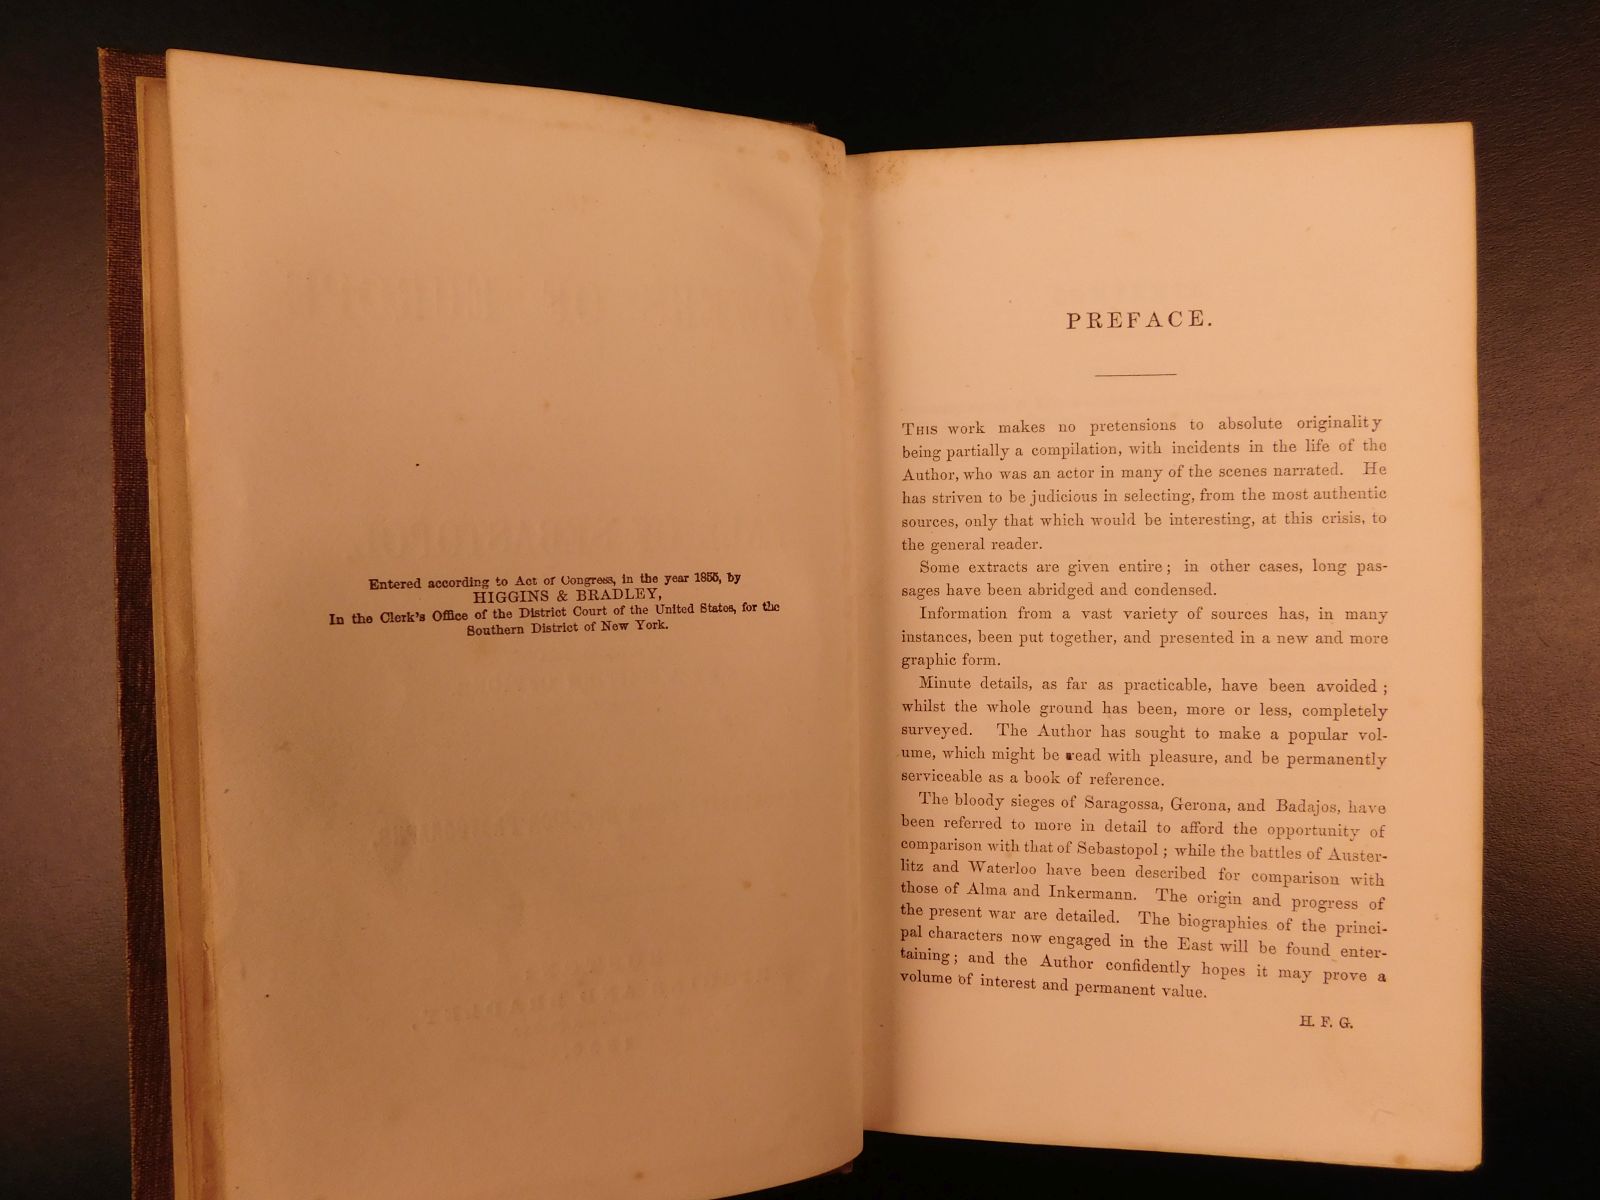 Entered according to Act of Congress, in the year 1855, by
HIGGINS & BRADLEY,
In the Clerk's Office of the District Court of the United States, for the
Southern District of New York.
PREFACE.
THIS work makes no pretensions to absolute originality
being partially a compilation, with incidents in the life of the
Author, who was an actor in many of the scenes narrated. He
has striven to be judicious in selecting, from the most authentic
sources, only that which would be interesting, at this crisis, to
the general reader.
Some extracts are given entire; in other cases, long pas-
sages have been abridged and condensed.
Information from a vast variety of sources has, in many
instances, been put together, and presented in a new and more
graphic form.
Minute details, as far as practicable, have been avoided;
whilst the whole ground has been, more or less, completely
surveyed. The Author has sought to make a popular vol-
ume, which might be read with pleasure, and be permanently
serviceable as a book of reference.
The bloody sieges of Saragossa, Gerona, and Badajos, have
been referred to more in detail to afford the opportunity of
comparison with that of Sebastopol; while the battles of Auster-
litz and Waterloo have been described for comparison with
those of Alma and Inkermann. The origin and progress of
the present war are detailed. The biographies of the princi-
pal characters now engaged in the East will be found enter-
taining; and the Author confidently hopes it may prove a
volume of interest and permanent value.
H. F. G.